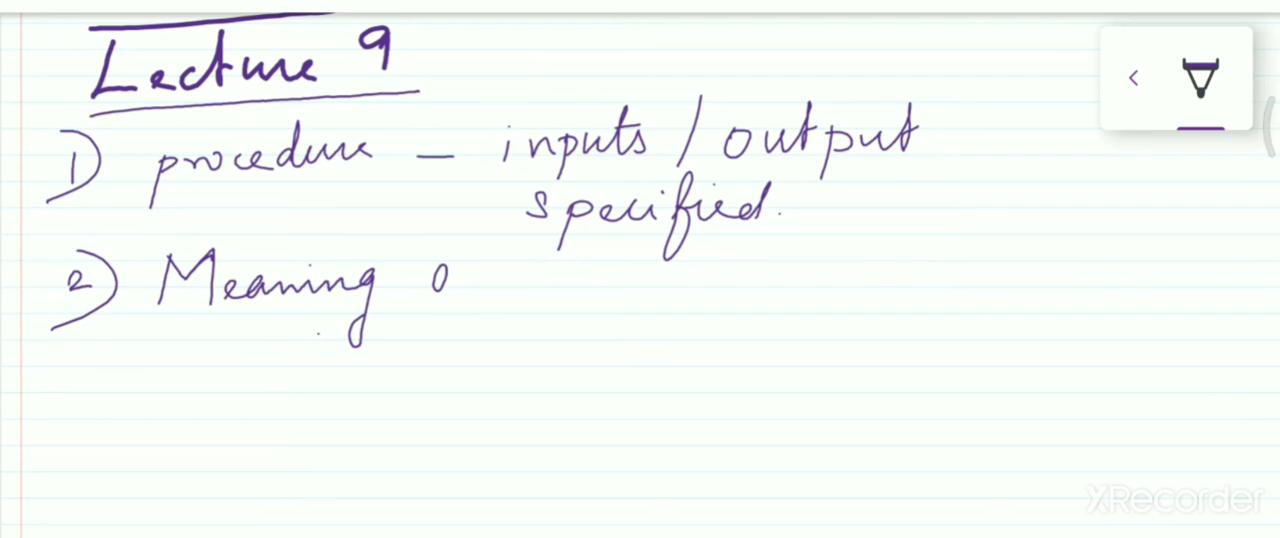 Lecture 9
1) procedure – inputs / output
specified.
2) Meaning o
XRecorder